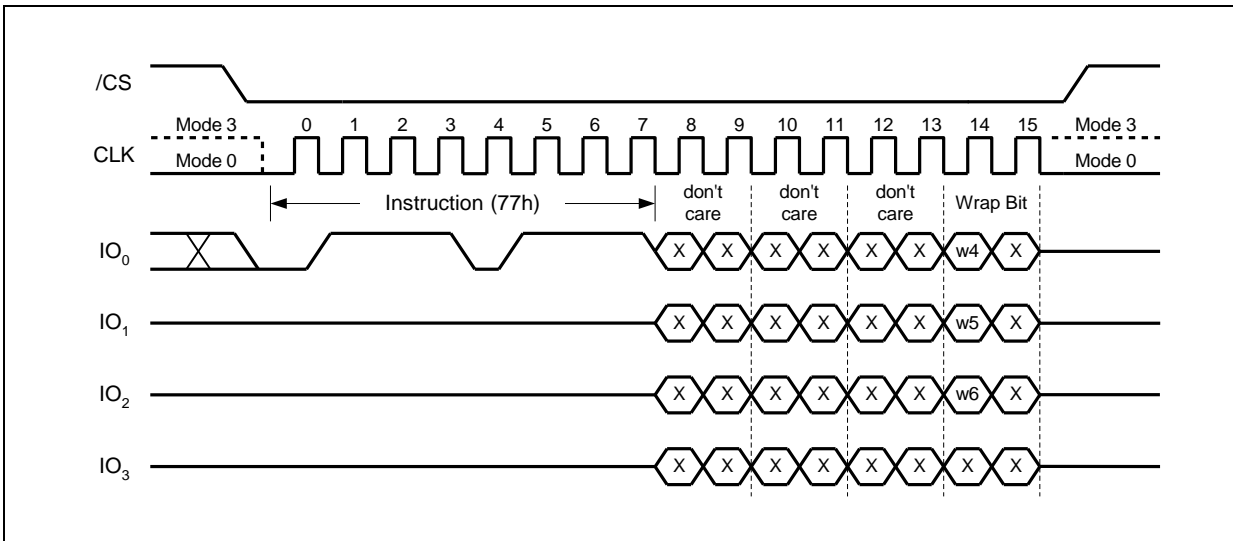 /CS
Mode 3 0 1 2 3 4 5 6 7 8 9 10 11 12 13 14 15 Mode 3
CLK Mode 0 Mode 0
Instruction (77h) don't care don't care don't care Wrap Bit
IO0 X X X X X X w4 X
IO1 X X X X X X w5 X
IO2 X X X X X X w6 X
IO3 X X X X X X X X